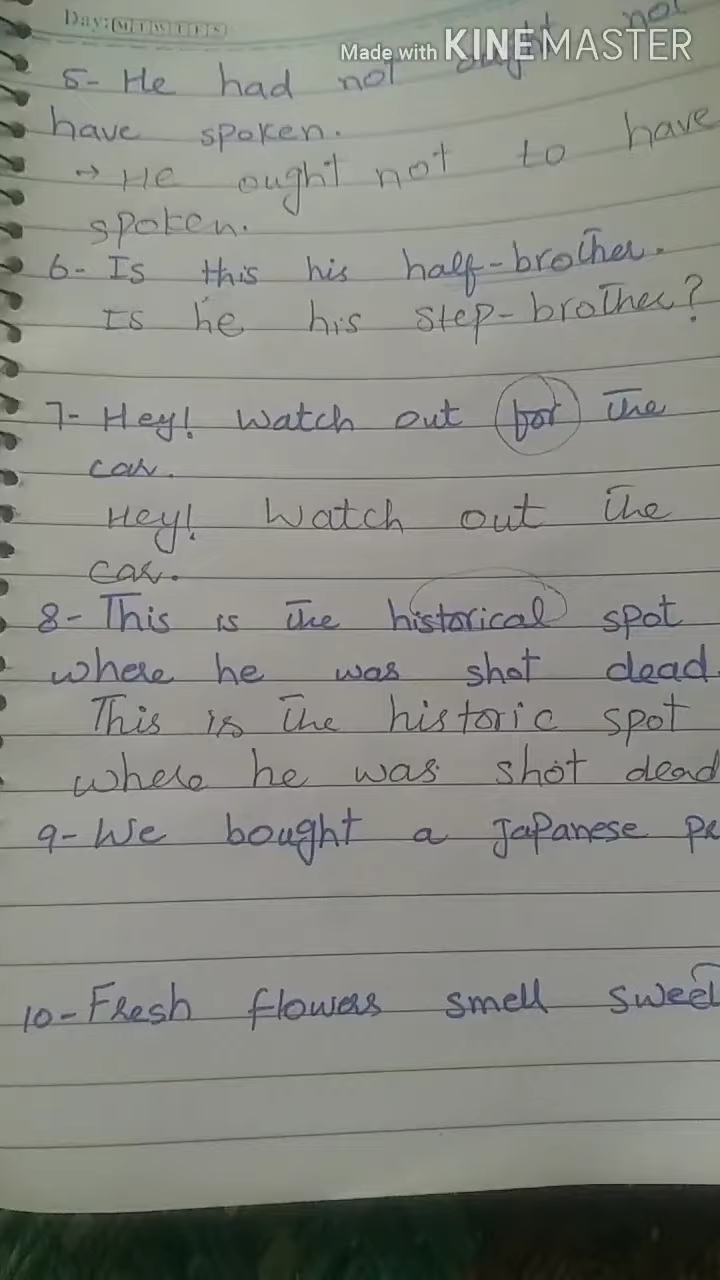 Day:
Made with KINEMASTER
5- He had not ought not
have spoken.
→ He ought not to have
spoken.
6- Is this his half-brother.
Is he his step-brother?
7- Hey! Watch out for the
car.
Hey! Watch out the
car.
8- This is the historical spot
where he was shot dead.
This is the historic spot
where he was shot dead
9- We bought a Japanese
10- Fresh flowers smell sweet